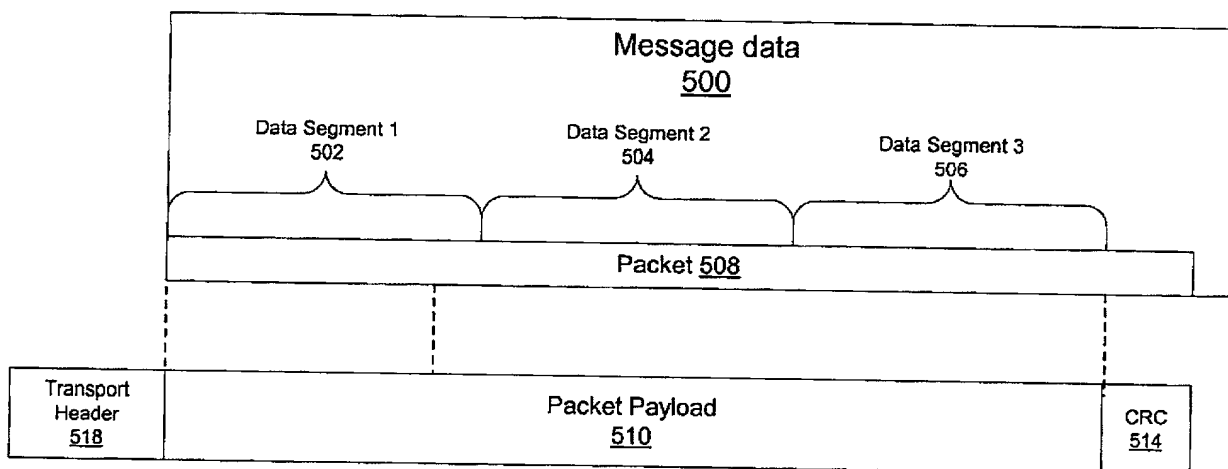 Message data
500
Data Segment 1
502
Data Segment 2
504
Data Segment 3
506
Packet 508
Transport
Header
518
Packet Payload
510
CRC
514